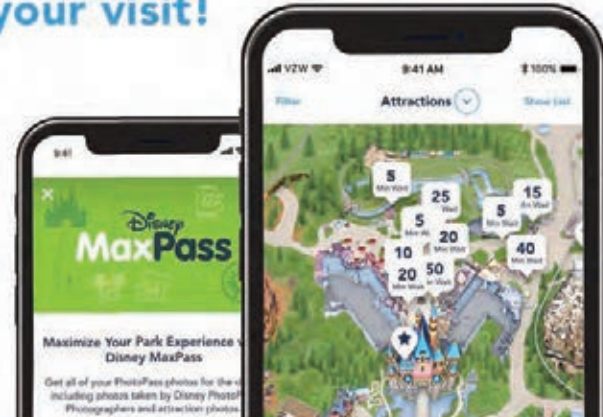 your visit!
VZW
9:41 AM
100%
Filter
Attractions
Show List
5
Min Wait
25
Wait
15
Min Wait
5
5
Min Wait
20
Min Wait
10
40
Min Wait
20
Min Wait
50
Min Wait
9:41
Disney
MaxPass
Maximize Your Park Experience
Disney MaxPass
Get all of your PhotoPass photos for the
including photos taken by Disney
Photographers and attraction photos.